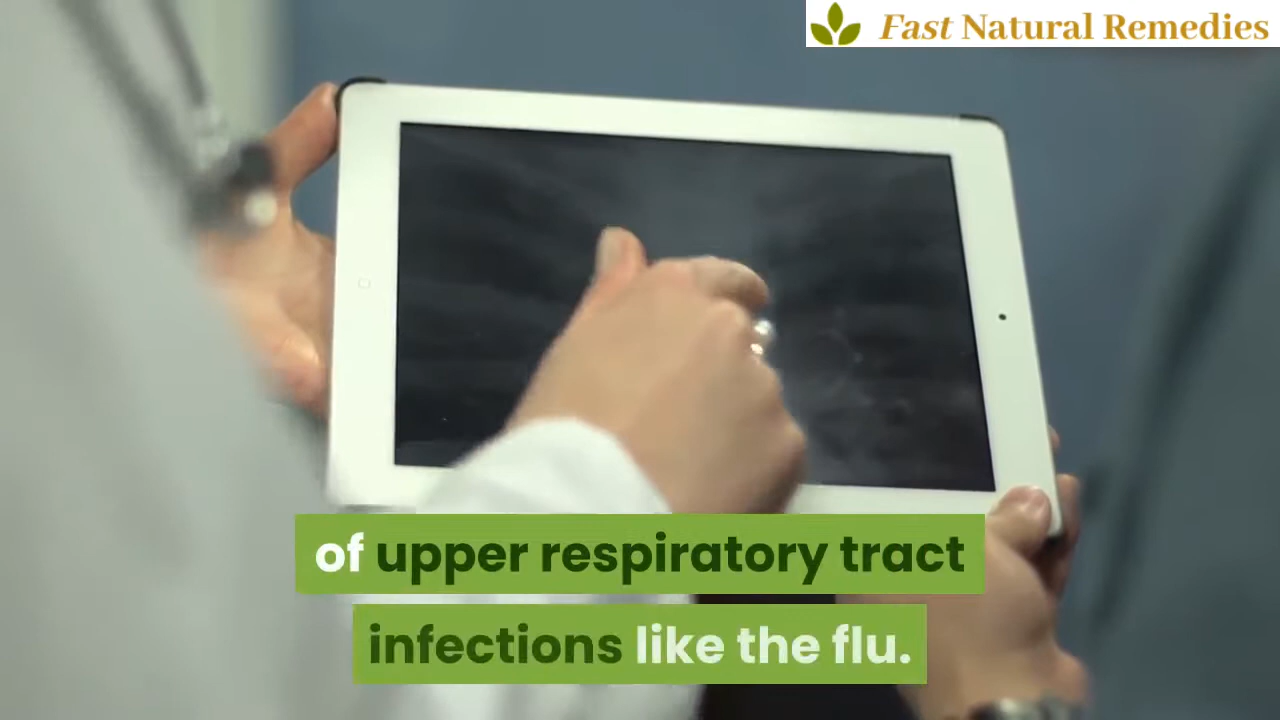 Fast Natural Remedies
of upper respiratory tract
infections like the flu.